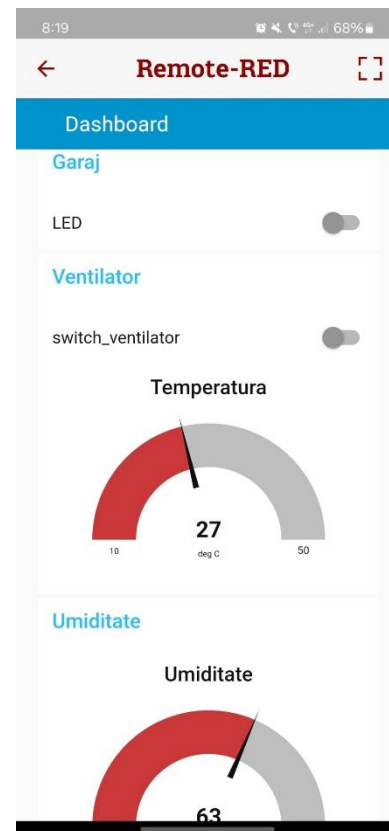 8:19
68%
Remote-RED
Dashboard
Garaj
LED
Ventilator
switch_ventilator
Temperatura
27
10
deg C
50
Umiditate
Umiditate
63